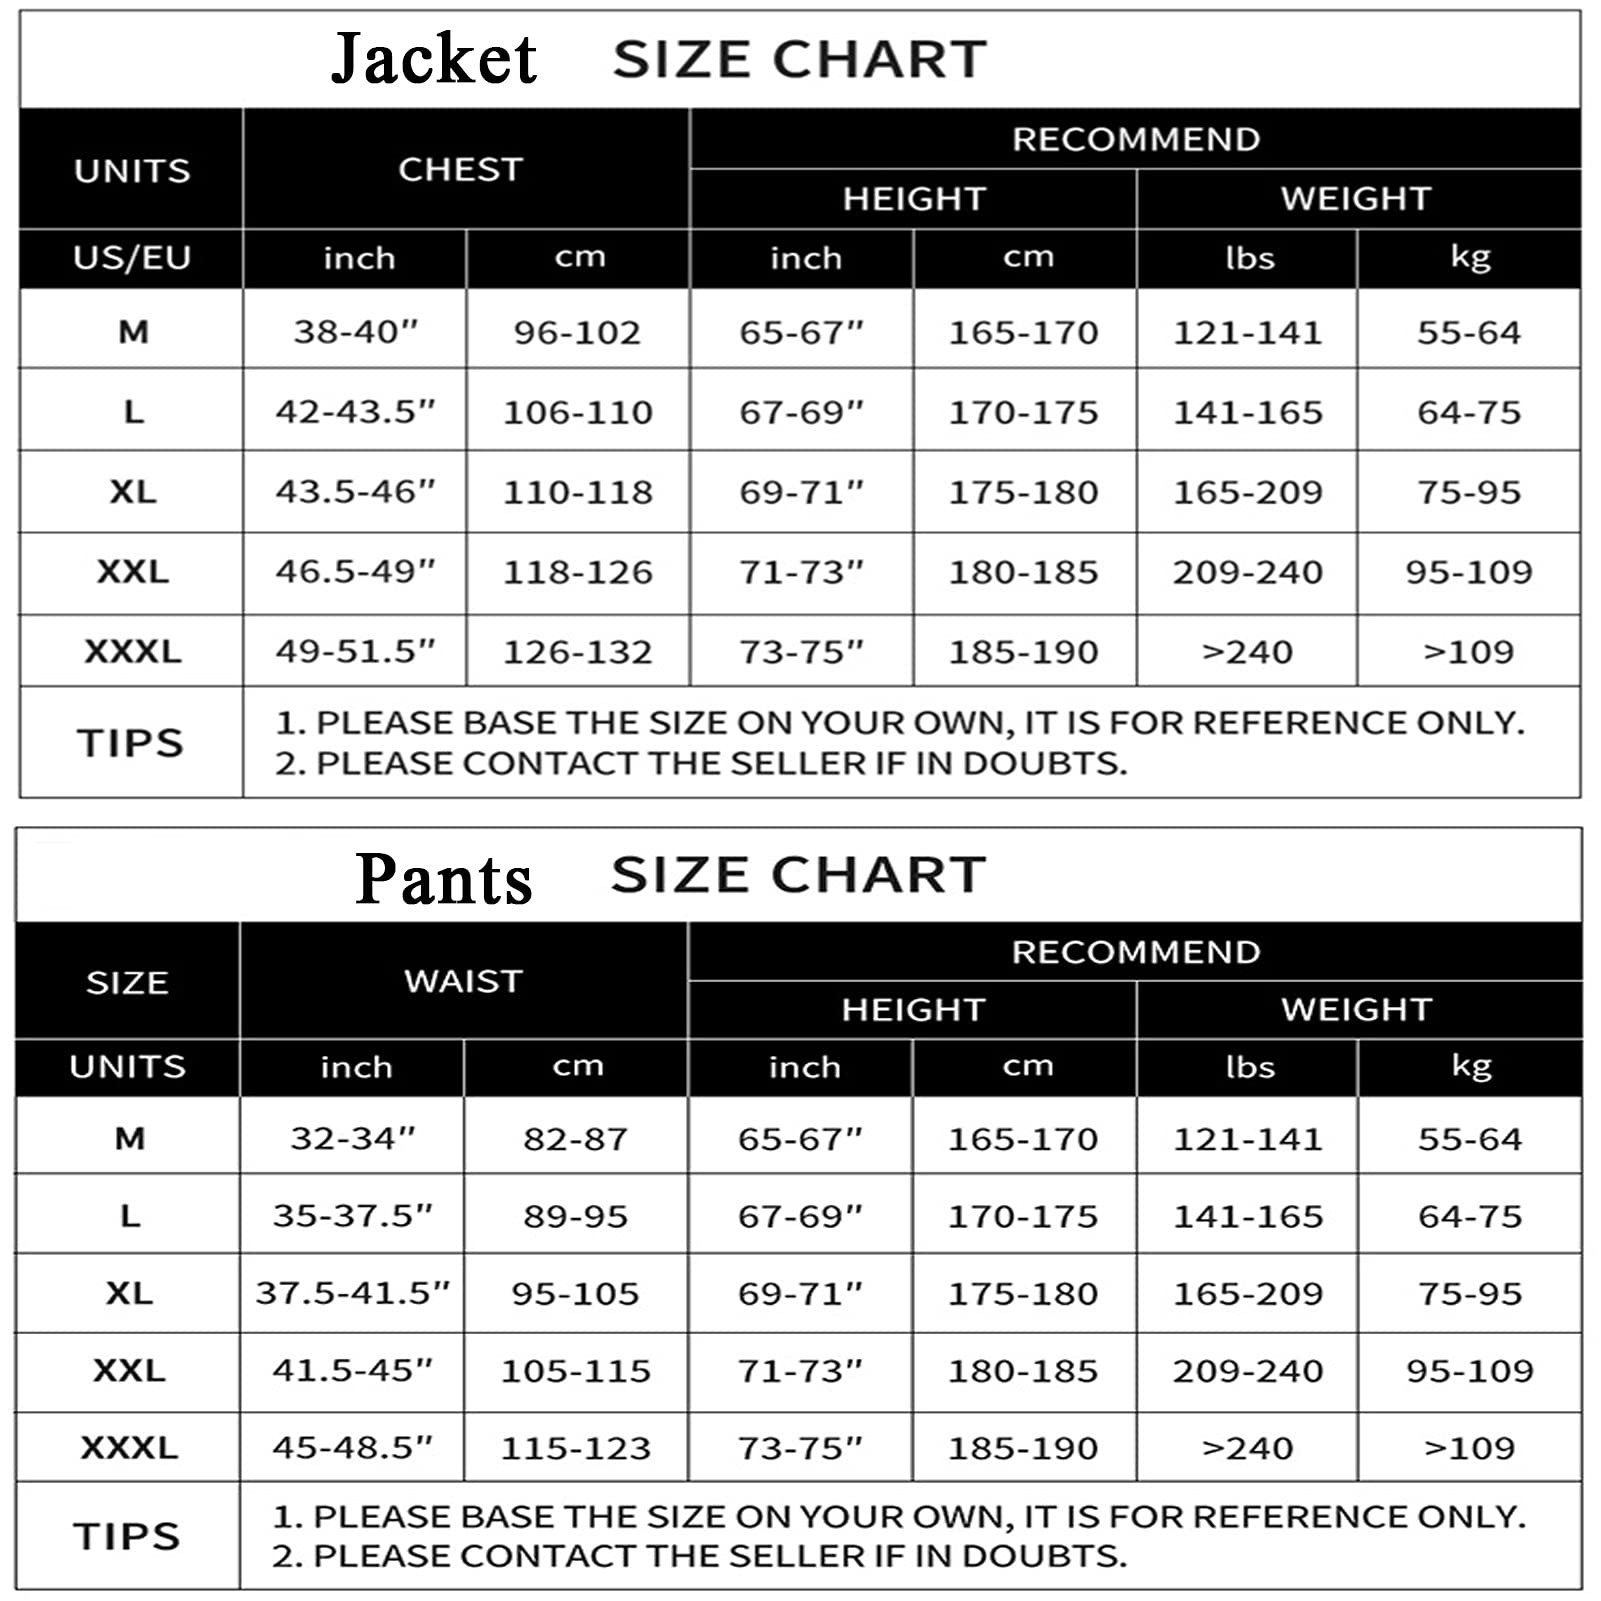 Jacket SIZE CHART
UNITS CHEST RECOMMEND
HEIGHT WEIGHT
US/EU inch cm inch cm lbs kg
M 38-40" 96-102 65-67" 165-170 121-141 55-64
L 42-43.5" 106-110 67-69" 170-175 141-165 64-75
XL 43.5-46" 110-118 69-71" 175-180 165-209 75-95
XXL 46.5-49" 118-126 71-73" 180-185 209-240 95-109
XXXL 49-51.5" 126-132 73-75" 185-190 >240 >109
TIPS 1. PLEASE BASE THE SIZE ON YOUR OWN, IT IS FOR REFERENCE ONLY.
2. PLEASE CONTACT THE SELLER IF IN DOUBTS.
Pants SIZE CHART
SIZE WAIST RECOMMEND
HEIGHT WEIGHT
UNITS inch cm inch cm lbs kg
M 32-34" 82-87 65-67" 165-170 121-141 55-64
L 35-37.5" 89-95 67-69" 170-175 141-165 64-75
XL 37.5-41.5" 95-105 69-71" 175-180 165-209 75-95
XXL 41.5-45" 105-115 71-73" 180-185 209-240 95-109
XXXL 45-48.5" 115-123 73-75" 185-190 >240 >109
TIPS 1. PLEASE BASE THE SIZE ON YOUR OWN, IT IS FOR REFERENCE ONLY.
2. PLEASE CONTACT THE SELLER IF IN DOUBTS.